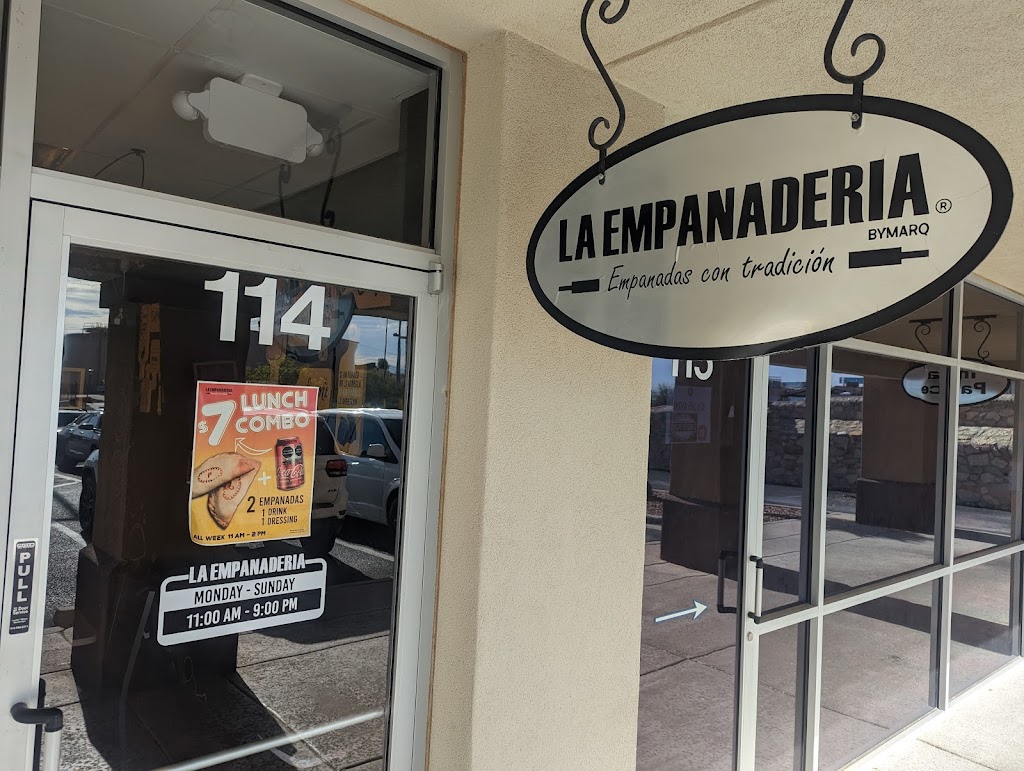 114
LA EMPANADERIA
$7 LUNCH
COMBO
+
2 EMPANADAS
1 DRINK
1 DRESSING
ALL WEEK 11 AM - 2 PM
LA EMPANADERIA
MONDAY - SUNDAY
11:00 AM - 9:00 PM
PULL
LA EMPANADERIA ®
BYMARQ
Empanadas con tradición
113